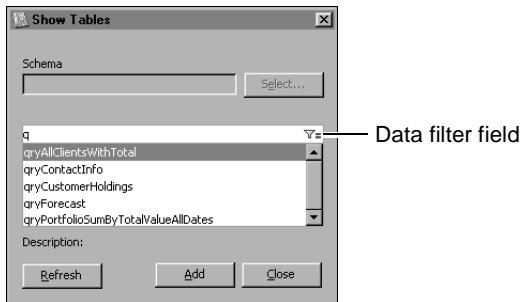 Show Tables
Schema
Select...
q
Data filter field
qryAllClientsWithTotal
qryContactInfo
qryCustomerHoldings
qryForecast
qryPortfolioSumByTotalValueAllDates
Description:
Refresh Add Close